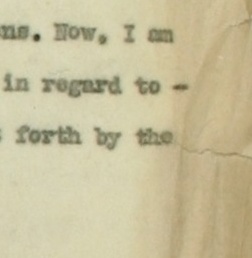 ns. Now, I am
in regard to -
forth by the